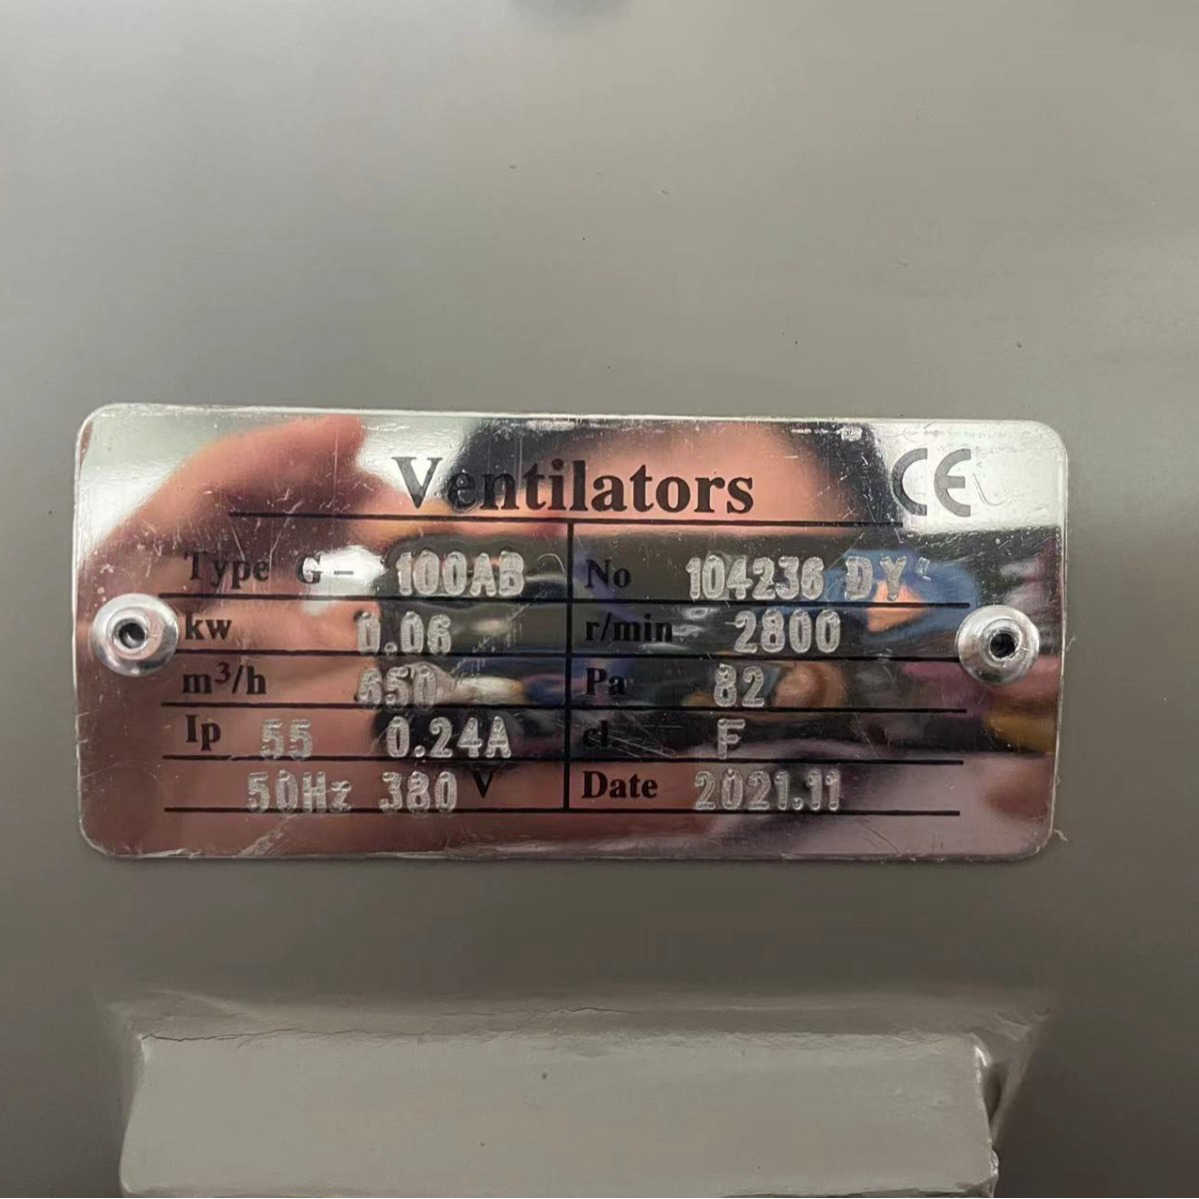 Ventilators CE
Type G- 100AB No 104236 DY
kw 0.06 r/min 2800
m³/h 550 Pa 82
Ip 55 0.24A cl F
50Hz 380 V Date 2021.11